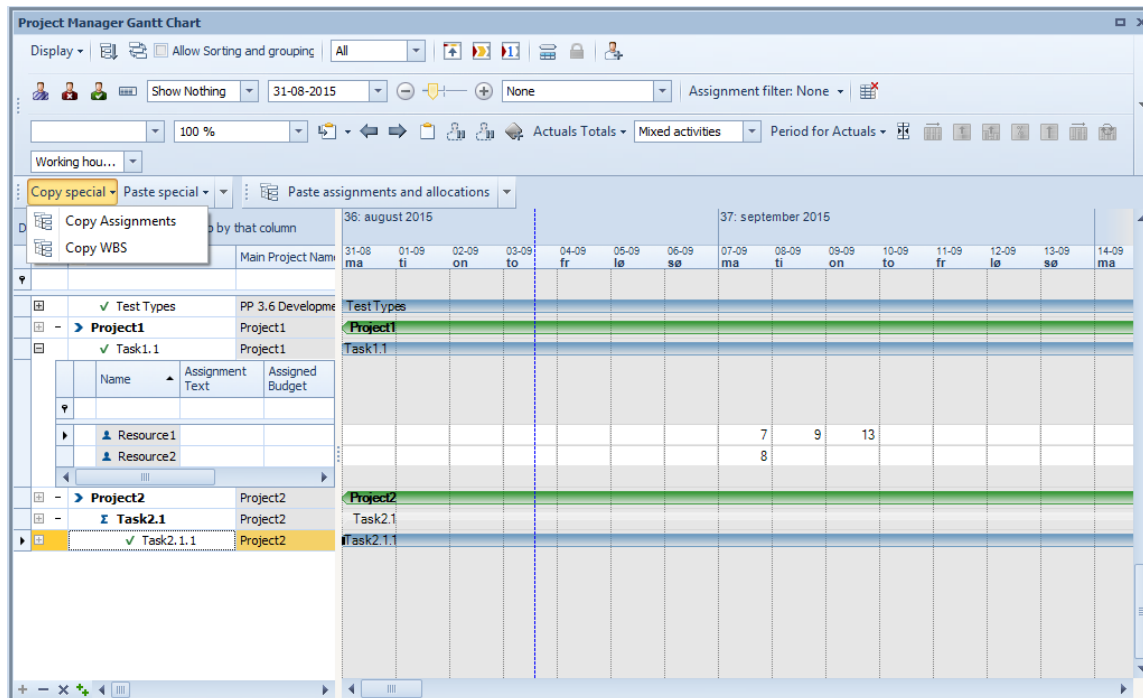 Project Manager Gantt Chart
Display Allow Sorting and grouping All
Show Nothing 31-08-2015 None Assignment filter: None
100 % Actuals Totals Mixed activities Period for Actuals
Working hou...
Copy special Paste special Paste assignments and allocations
Copy Assignments
Copy WBS
D by that column
36: august 2015 37: september 2015
Main Project Name
31-08 01-09 02-09 03-09 04-09 05-09 06-09 07-09 08-09 09-09 10-09 11-09 12-09 13-09 14-09
ma ti on to fr lø sø ma ti on to fr lø sø ma
Test Types PP 3.6 Developme Test Types
Project1 Project1 Project1
Task1.1 Project1 Task1.1
Name Assignment Text Assigned Budget
Resource1 7 9 13
Resource2 8
Project2 Project2 Project2
Σ Task2.1 Project2 Task2.1
Task2.1.1 Project2 Task2.1.1